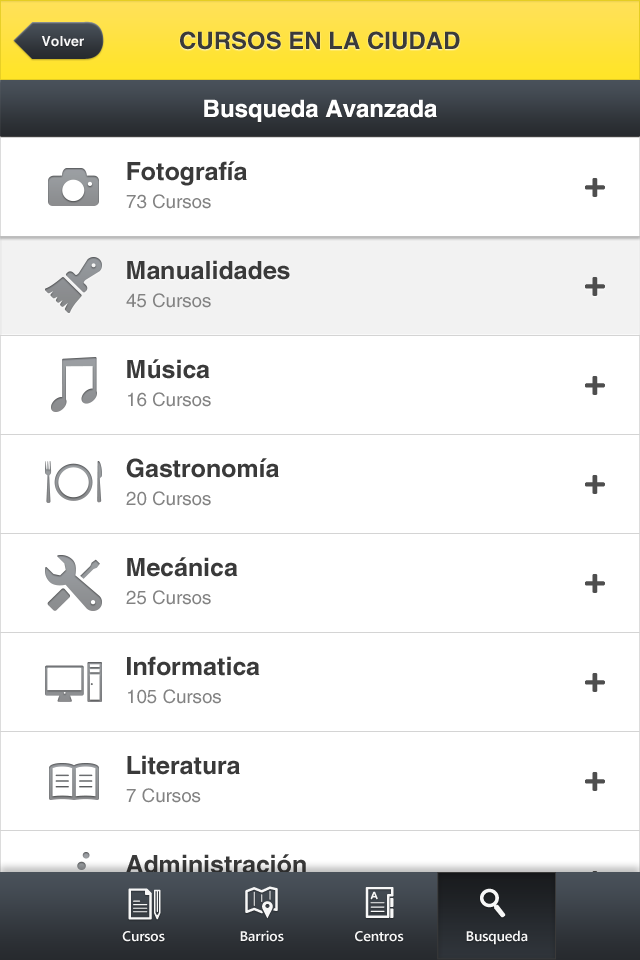 Volver
CURSOS EN LA CIUDAD
Busqueda Avanzada
Fotografía
73 Cursos
Manualidades
45 Cursos
Música
16 Cursos
Gastronomía
20 Cursos
Mecánica
25 Cursos
Informatica
105 Cursos
Literatura
7 Cursos
Administración
Cursos
Barrios
A
Centros
Busqueda